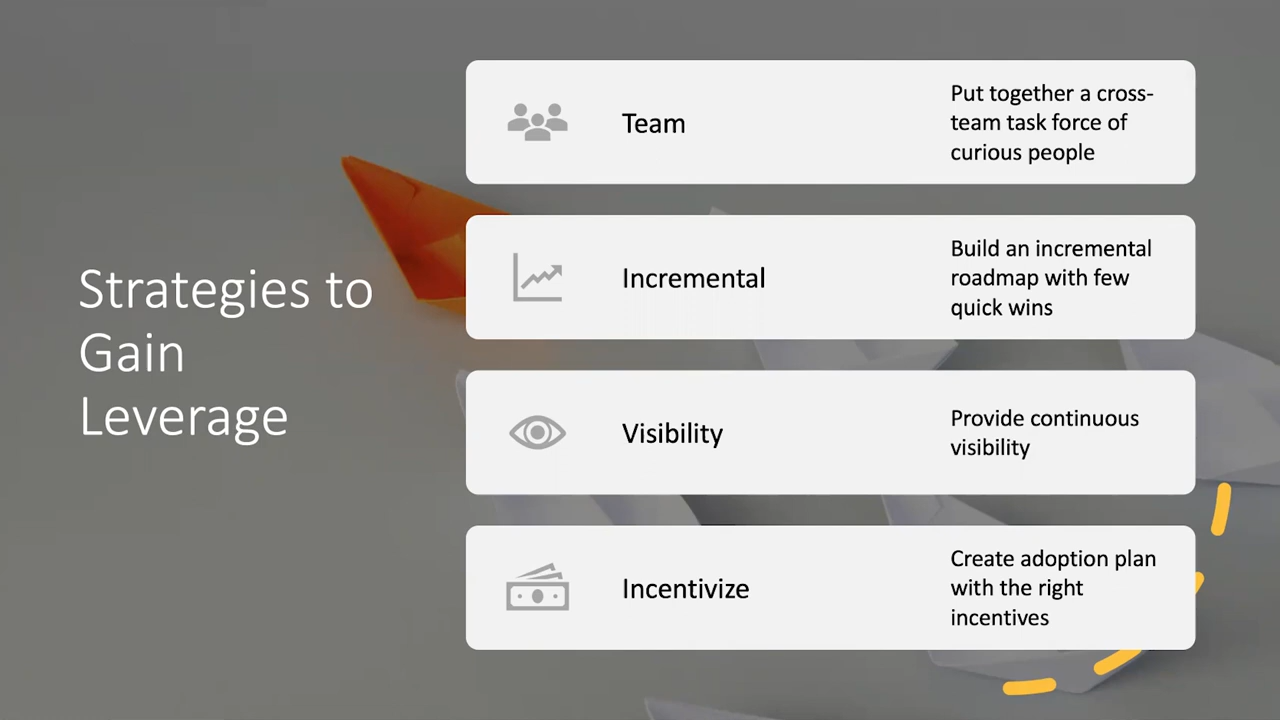 Strategies to
Gain
Leverage
Team
Put together a cross-
team task force of
curious people
Incremental
Build an incremental
roadmap with few
quick wins
Visibility
Provide continuous
visibility
Incentivize
Create adoption plan
with the right
incentives